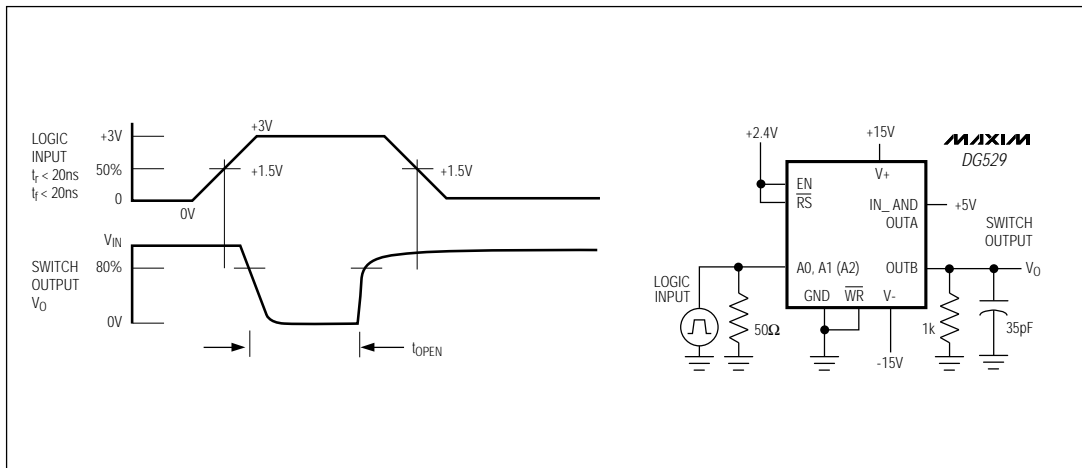 LOGIC
INPUT
tr < 20ns
tf < 20ns
+3V
50%
0
+3V
+1.5V
+1.5V
0V
VIN
80%
0V
SWITCH
OUTPUT
VO
tOPEN
+2.4V
+15V
MAXIM
DG529
EN
RS
V+
IN_ AND
OUTA
+5V
SWITCH
OUTPUT
A0, A1 (A2)
OUTB
VO
LOGIC
INPUT
GND
WR
V-
50Ω
1k
35pF
-15V